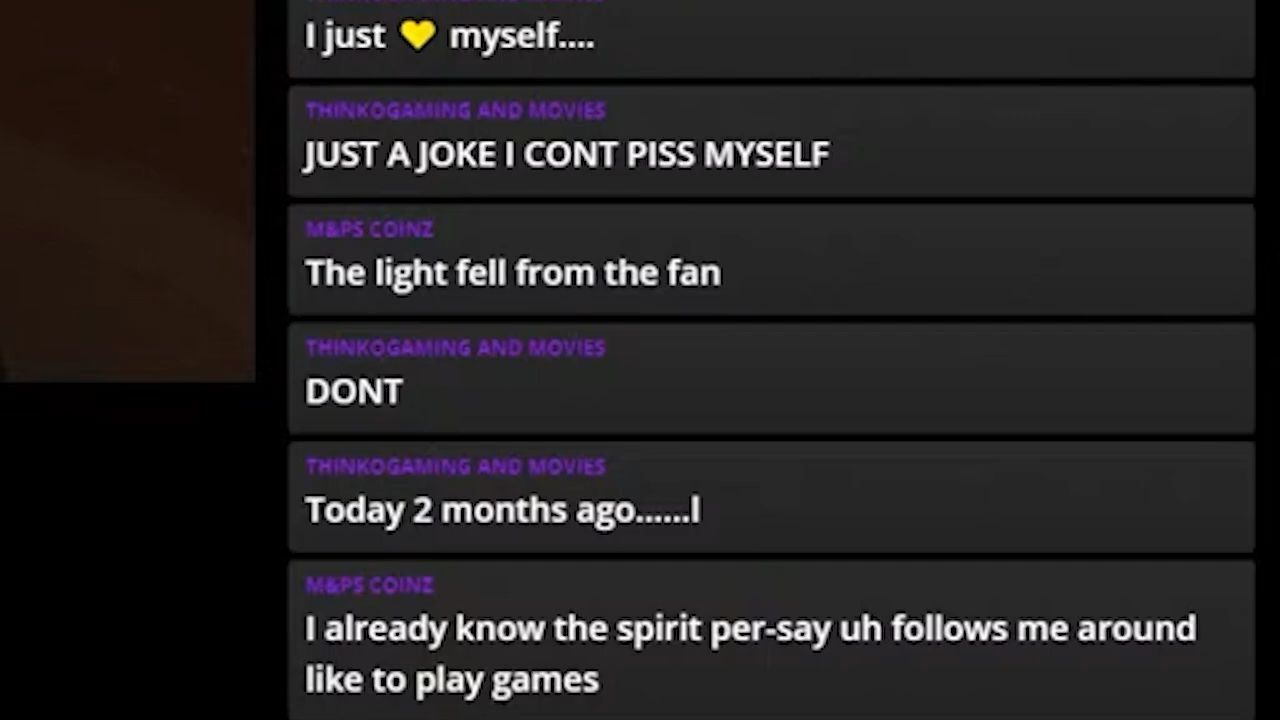 I just 💛 myself....
THINKOGAMING AND MOVIES
JUST A JOKE I CONT PISS MYSELF
M&PS COINZ
The light fell from the fan
THINKOGAMING AND MOVIES
DONT
THINKOGAMING AND MOVIES
Today 2 months ago......I
M&PS COINZ
I already know the spirit per-say uh follows me around
like to play games